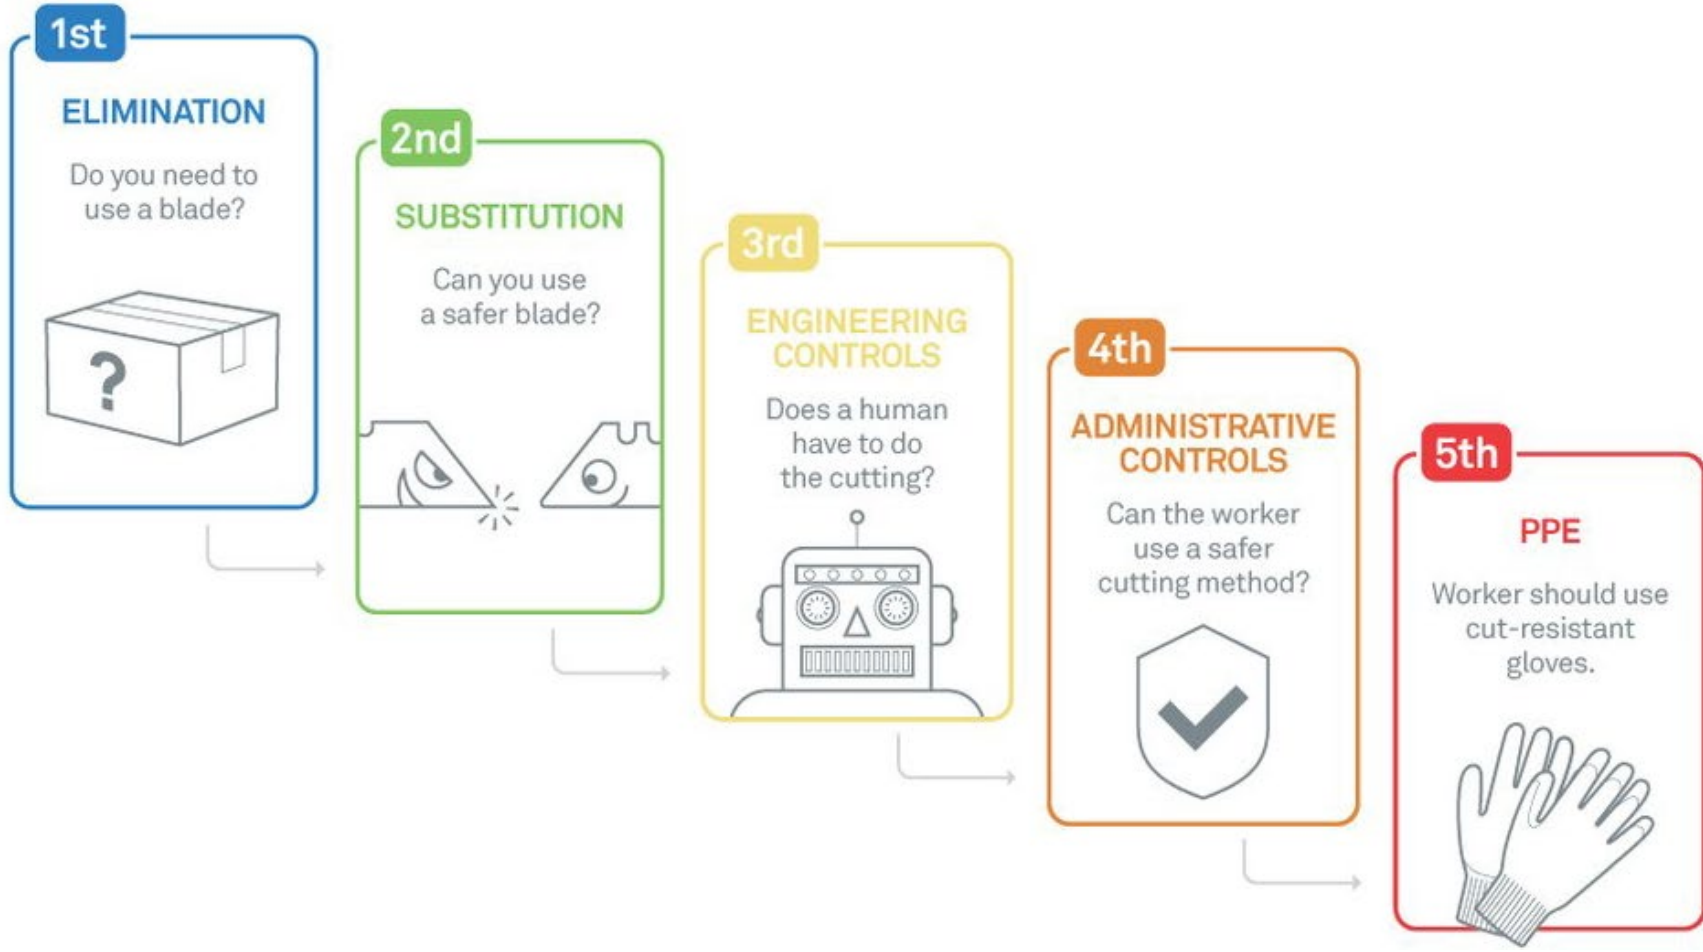 1st
ELIMINATION
Do you need to
use a blade?
?
2nd
SUBSTITUTION
Can you use
a safer blade?
3rd
ENGINEERING
CONTROLS
Does a human
have to do
the cutting?
4th
ADMINISTRATIVE
CONTROLS
Can the worker
use a safer
cutting method?
5th
PPE
Worker should use
cut-resistant
gloves.